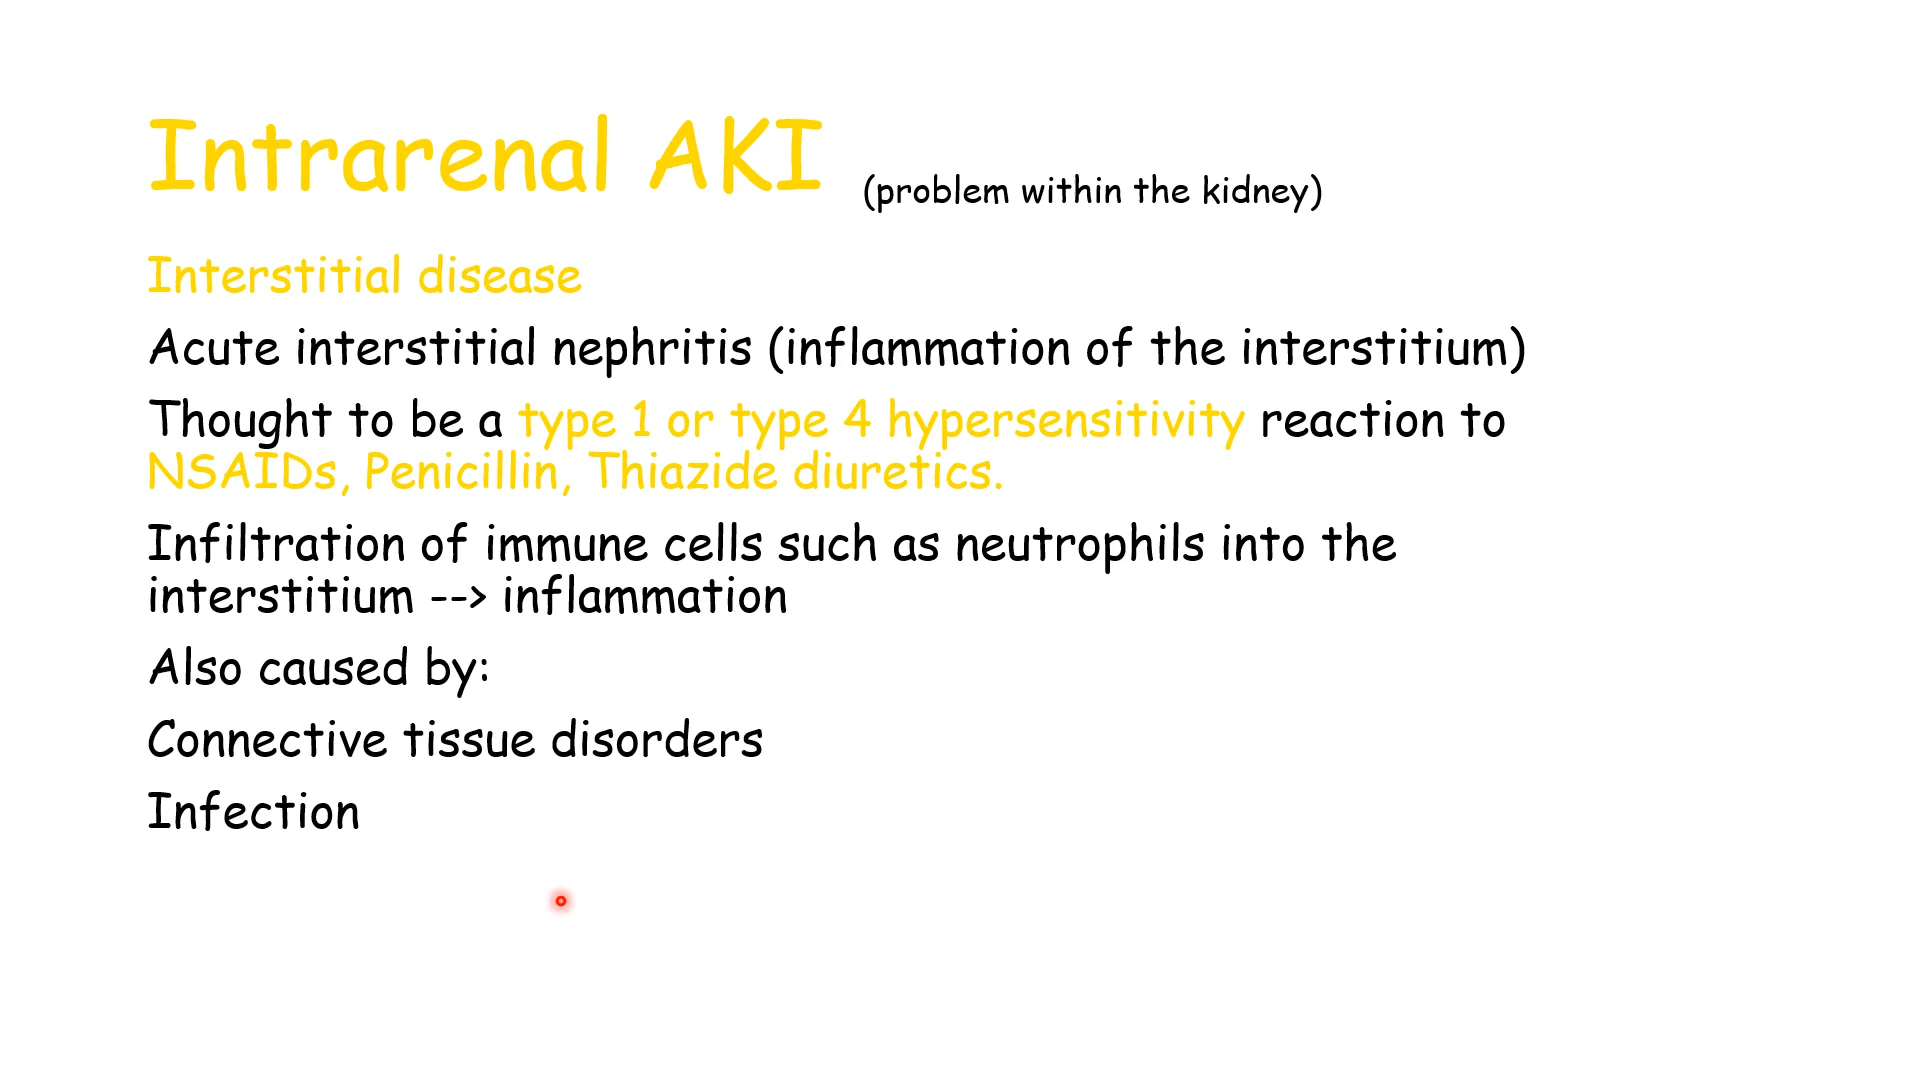 Intrarenal AKI (problem within the kidney)
Interstitial disease
Acute interstitial nephritis (inflammation of the interstitium)
Thought to be a type 1 or type 4 hypersensitivity reaction to
NSAIDs, Penicillin, Thiazide diuretics.
Infiltration of immune cells such as neutrophils into the
interstitium --> inflammation
Also caused by:
Connective tissue disorders
Infection